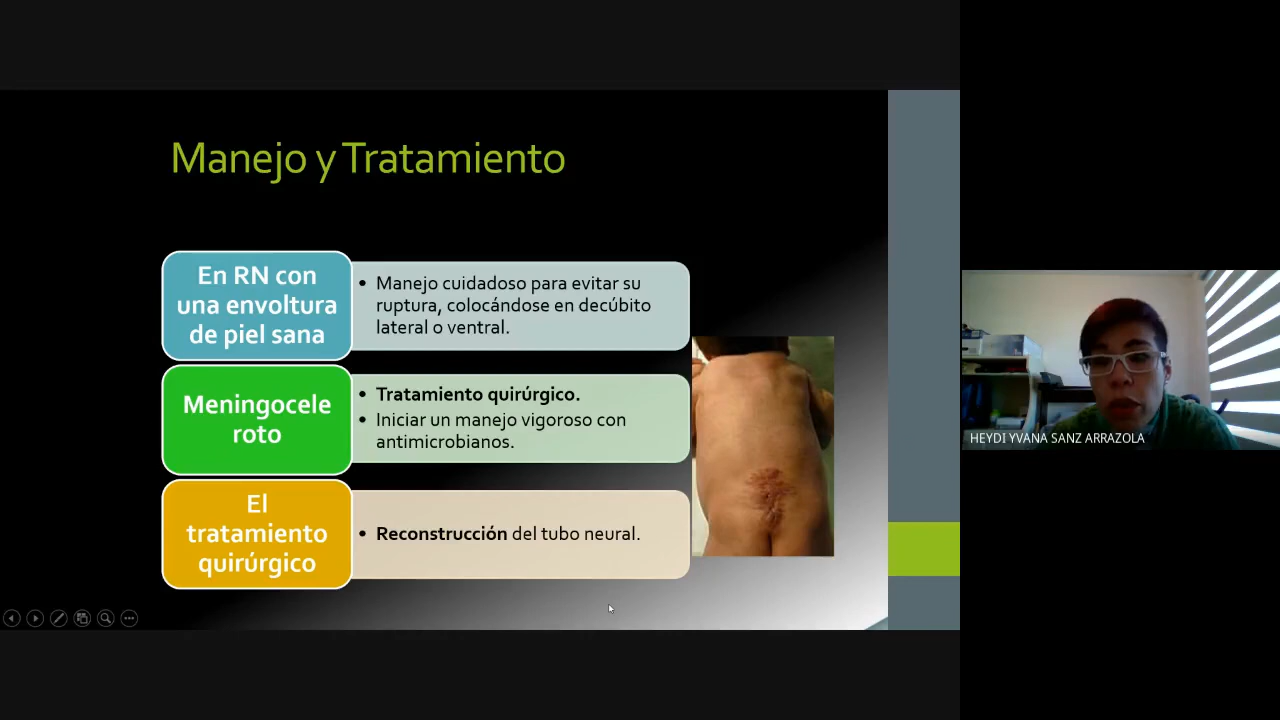 Manejo y Tratamiento
En RN con
una envoltura
de piel sana
• Manejo cuidadoso para evitar su
ruptura, colocándose en decúbito
lateral o ventral.
Meningocele
roto
• Tratamiento quirúrgico.
• Iniciar un manejo vigoroso con
antimicrobianos.
El
tratamiento
quirúrgico
• Reconstrucción del tubo neural.
HEYDI YVANA SANZ ARRAZOLA